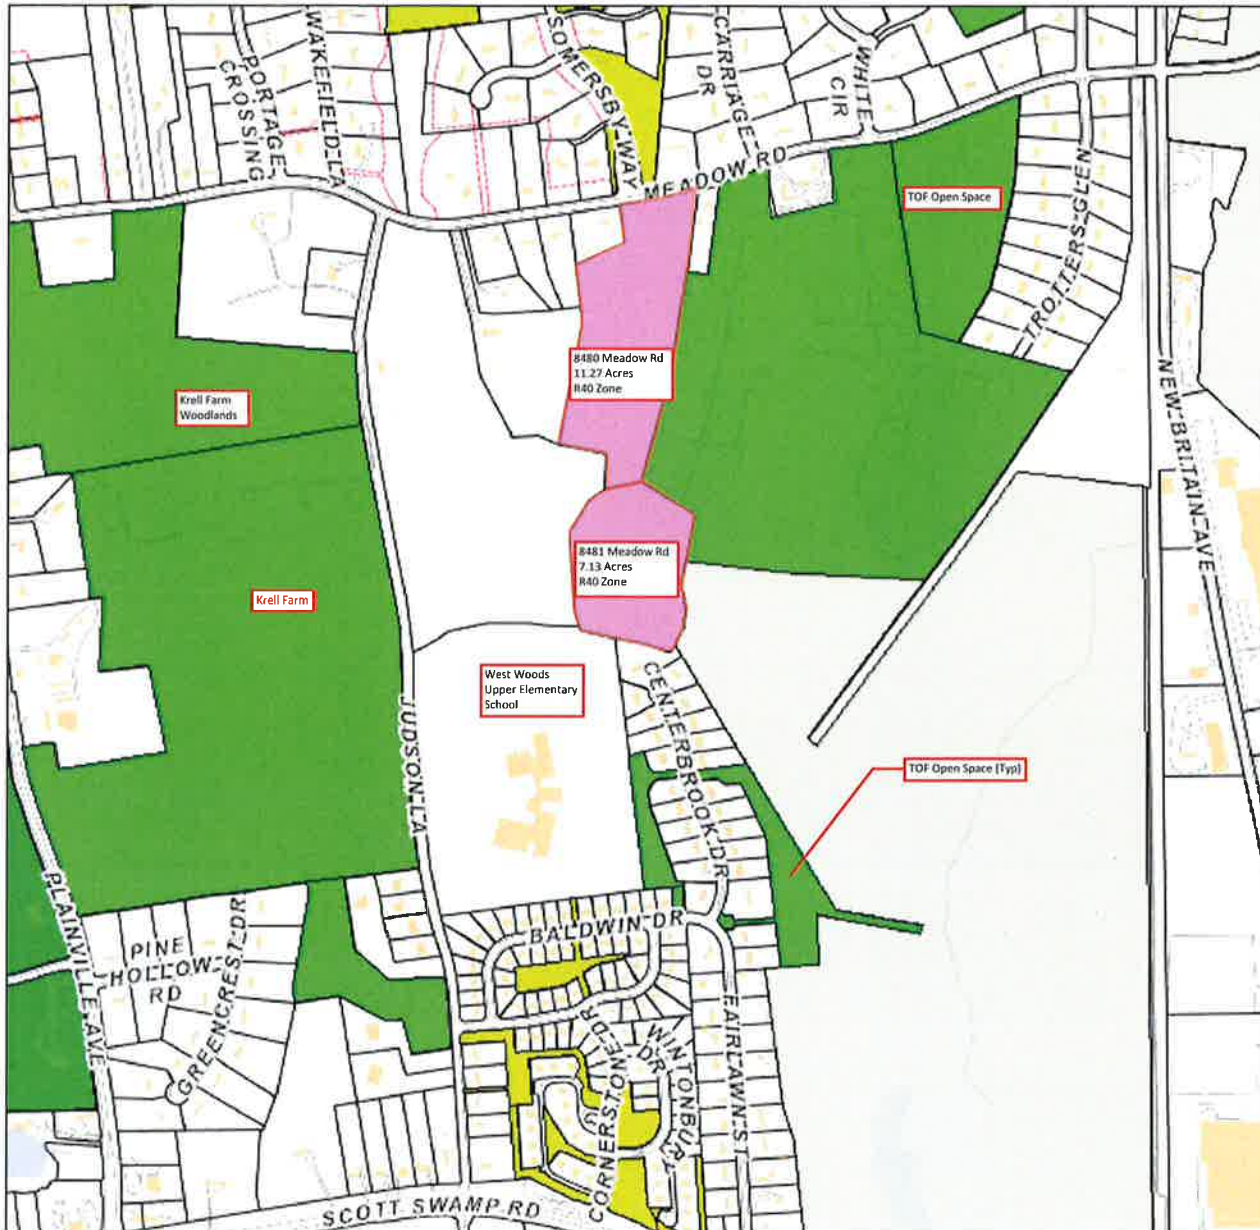 PORTAGE
CROSSING
WAKEFIELD LA
SOMERSBY WAY
CARRIAGE
DR
WHITE
CIR
MEADOW RD
TOF Open Space
TROTTERS GLEN
NEW BRITAIN AVE
8480 Meadow Rd
11.27 Acres
R40 Zone
Krell Farm
Woodlands
8481 Meadow Rd
7.13 Acres
R40 Zone
Krell Farm
West Woods
Upper Elementary
School
CENTERBROOK DR
JUDSON LA
TOF Open Space (Typ)
PLAINVILLE AVE
PINE
HOLLOW
RD
GREENCREST DR
BALDWIN DR
FAIRLAWN ST
CORNERSTONE DR
DR
SCOTT SWAMP RD